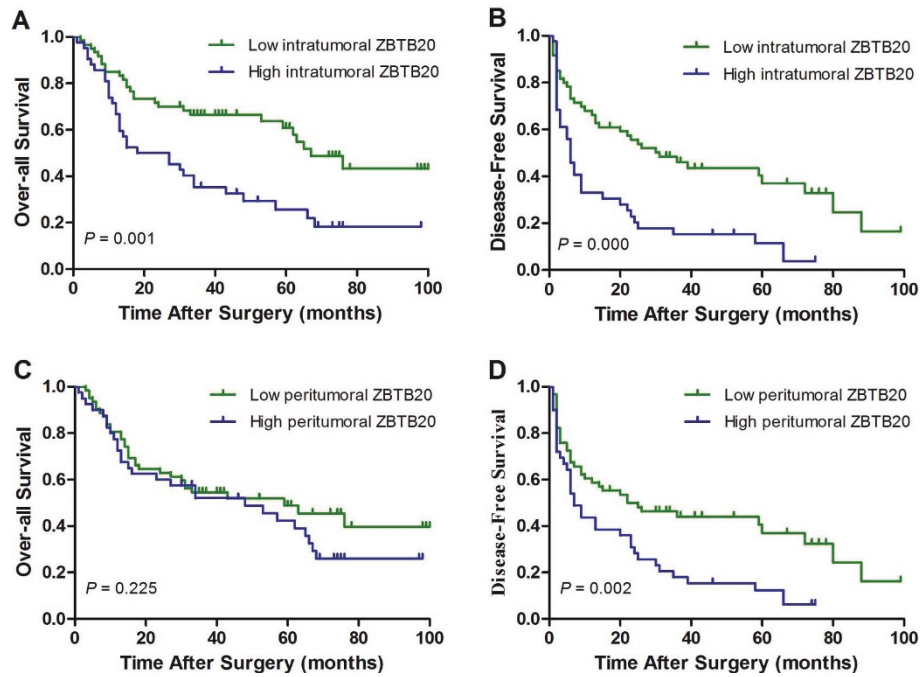 A
Over-all Survival
1.0
0.8
0.6
0.4
0.2
0.0
Low intratumoral ZBTB20
High intratumoral ZBTB20
P = 0.001
0 20 40 60 80 100
Time After Surgery (months)
B
Disease-Free Survival
1.0
0.8
0.6
0.4
0.2
0.0
Low intratumoral ZBTB20
High intratumoral ZBTB20
P = 0.000
0 20 40 60 80 100
Time After Surgery (months)
C
Over-all Survival
1.0
0.8
0.6
0.4
0.2
0.0
Low peritumoral ZBTB20
High peritumoral ZBTB20
P = 0.225
0 20 40 60 80 100
Time After Surgery (months)
D
Disease-Free Survival
1.0
0.8
0.6
0.4
0.2
0.0
Low peritumoral ZBTB20
High peritumoral ZBTB20
P = 0.002
0 20 40 60 80 100
Time After Surgery (months)